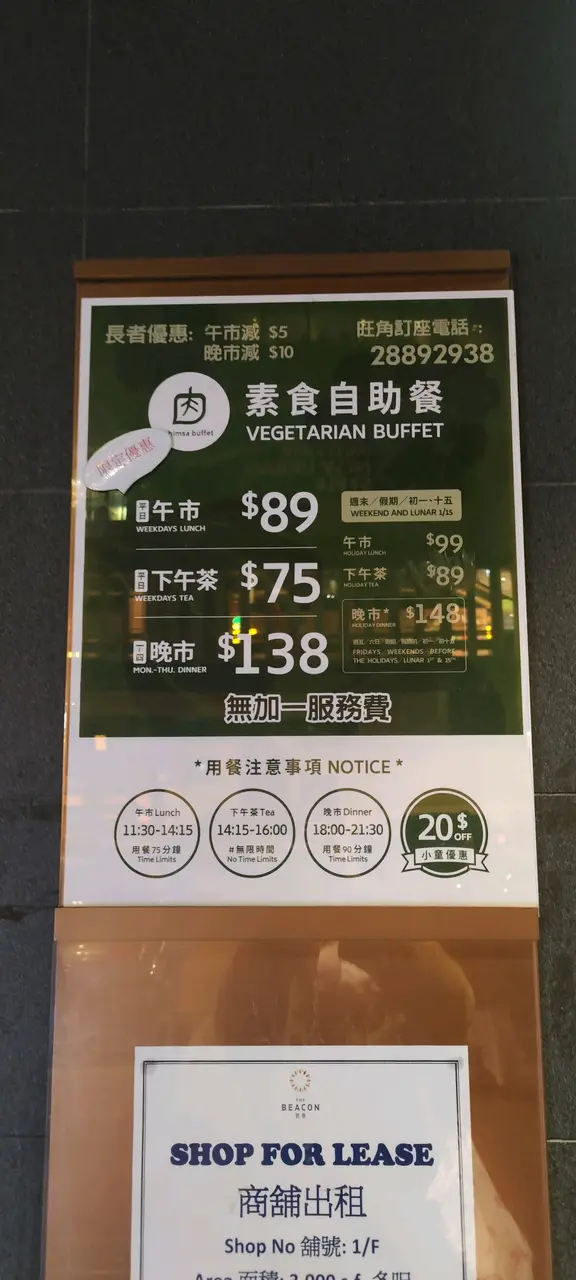 長者優惠: 午市減 $5
晚市減 $10
旺角訂座電話 :
28892938
himsa buffet
素食自助餐
VEGETARIAN BUFFET
限定優惠
平日 午市 $89
WEEKDAYS LUNCH
平日 下午茶 $75
WEEKDAYS TEA
晚市 $138
MON.-THU. DINNER
週末/假期/初一、十五
WEEKEND AND LUNAR 1/15
午市 $99
HOLIDAY LUNCH
下午茶 $89
HOLIDAY TEA
晚市* $148
HOLIDAY DINNER
FRIDAYS, WEEKENDS, BEFORE
THE HOLIDAYS, LUNAR 1ST & 15TH
無加一服務費
*用餐注意事項 NOTICE*
午市 Lunch
11:30-14:15
用餐75分鐘
Time Limits
下午茶 Tea
14:15-16:00
#無限時間
No Time Limits
晚市 Dinner
18:00-21:30
用餐90分鐘
Time Limits
20$
OFF
小童優惠
THE
BEACON
SHOP FOR LEASE
商舖出租
Shop No 舖號: 1/F